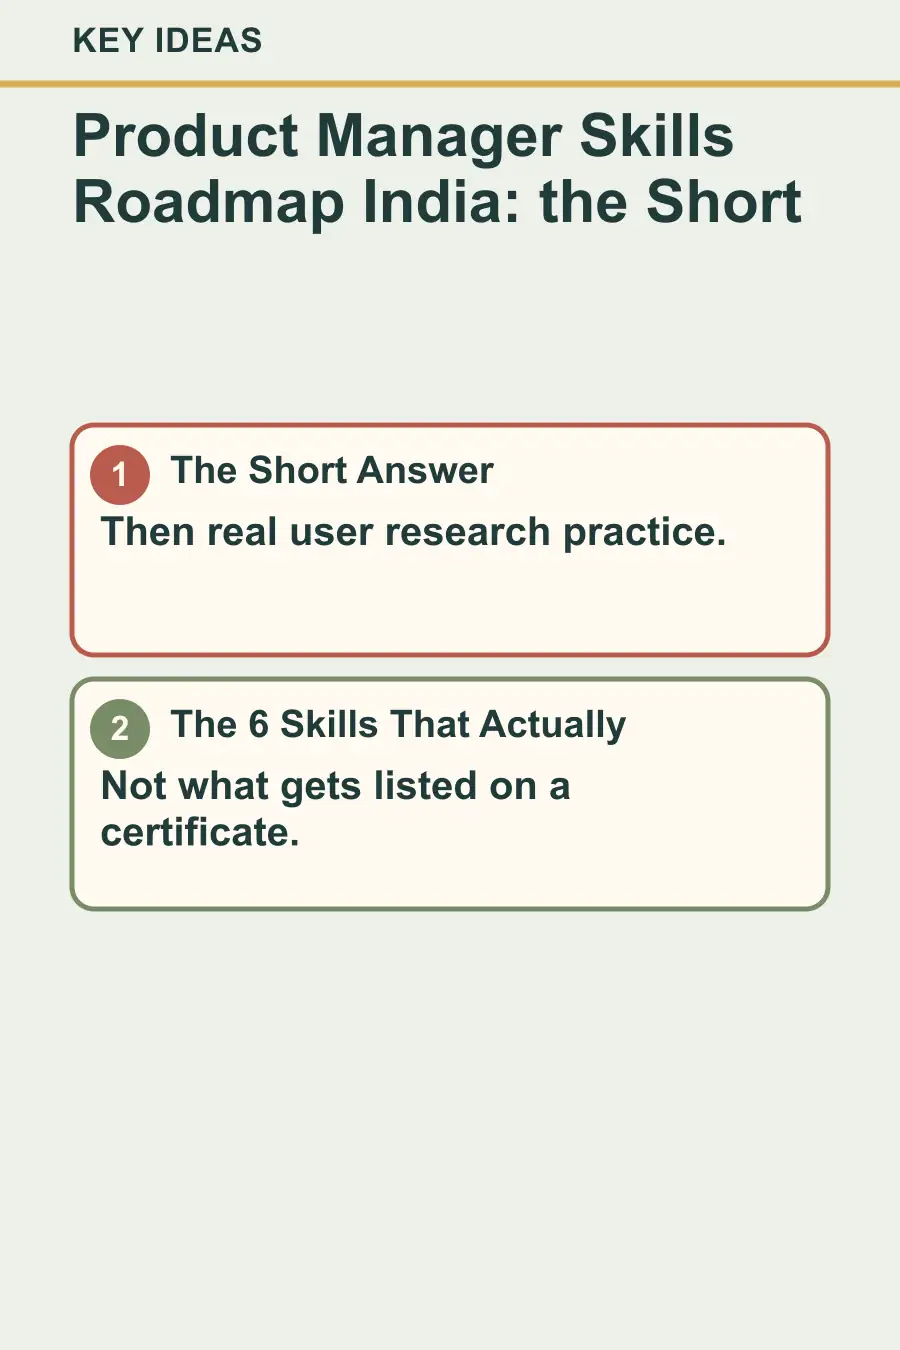 KEY IDEAS
Product Manager Skills
Roadmap India: the Short
1 The Short Answer
Then real user research practice.
2 The 6 Skills That Actually
Not what gets listed on a
certificate.